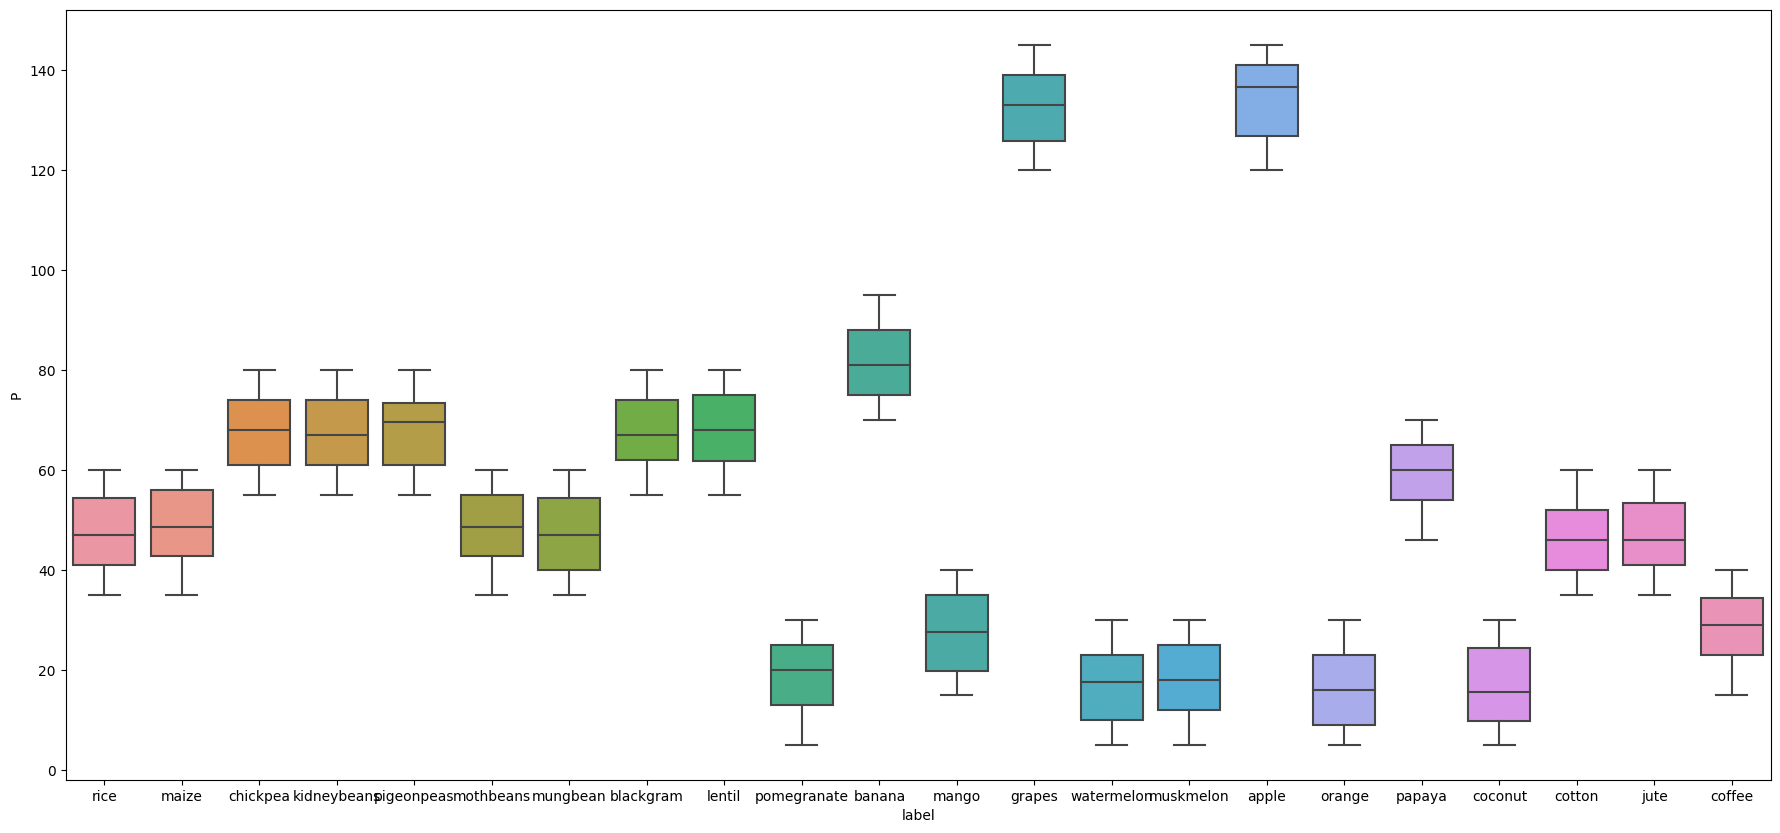 140
120
100
80
60
40
20
0
P
rice maize chickpea kidneybeans pigeonpeas mothbeans mungbean blackgram lentil pomegranate banana mango grapes watermelon muskmelon apple orange papaya coconut cotton jute coffee
label